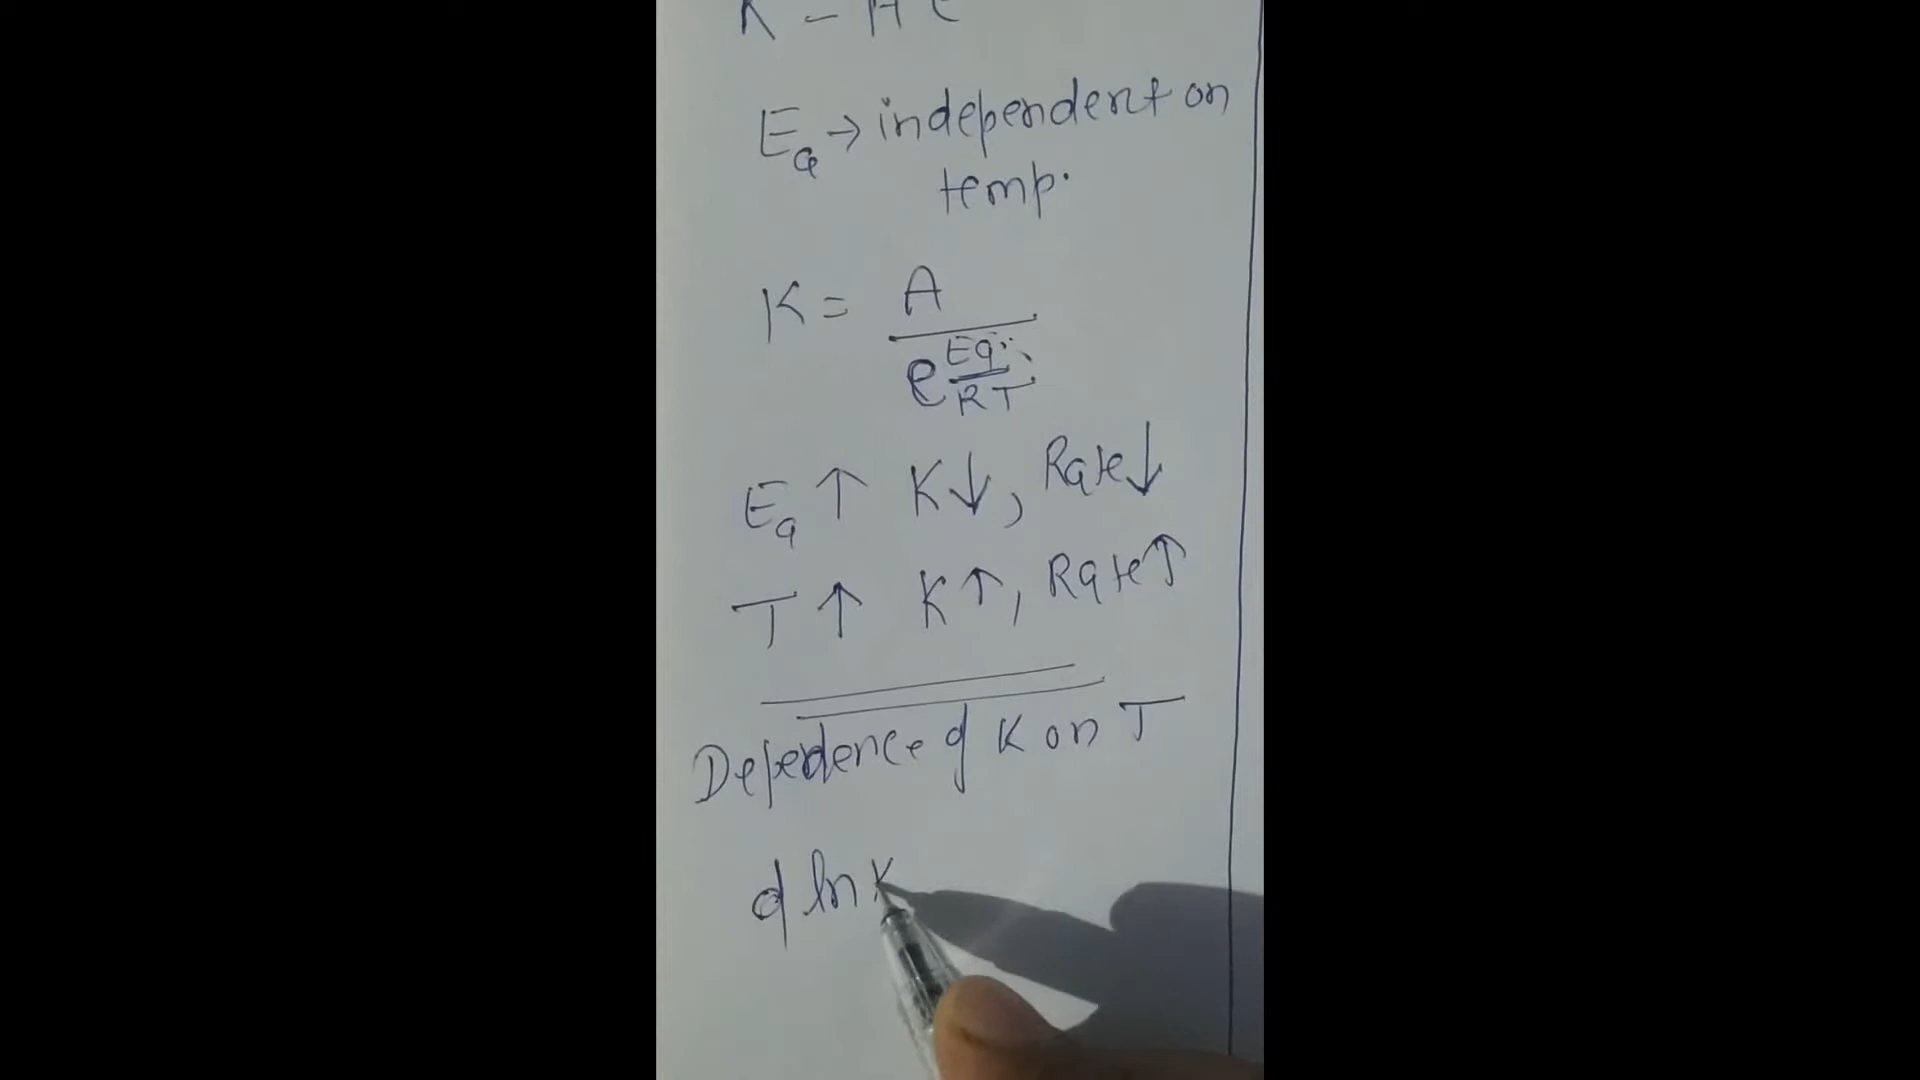 K = A e
Ea → independent on
temp.
K = A / e^(Ea/RT)
Ea ↑ K↓, Rate↓
T ↑ K↑, Rate↑
Depedence of K on T
d ln K